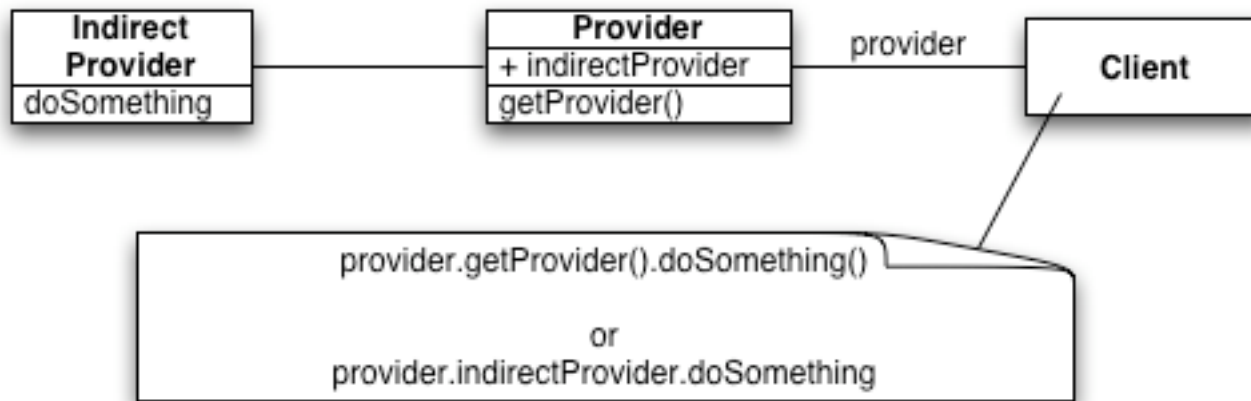 Indirect
Provider
doSomething
Provider
+ indirectProvider
getProvider()
provider
Client
provider.getProvider().doSomething()
or
provider.indirectProvider.doSomething